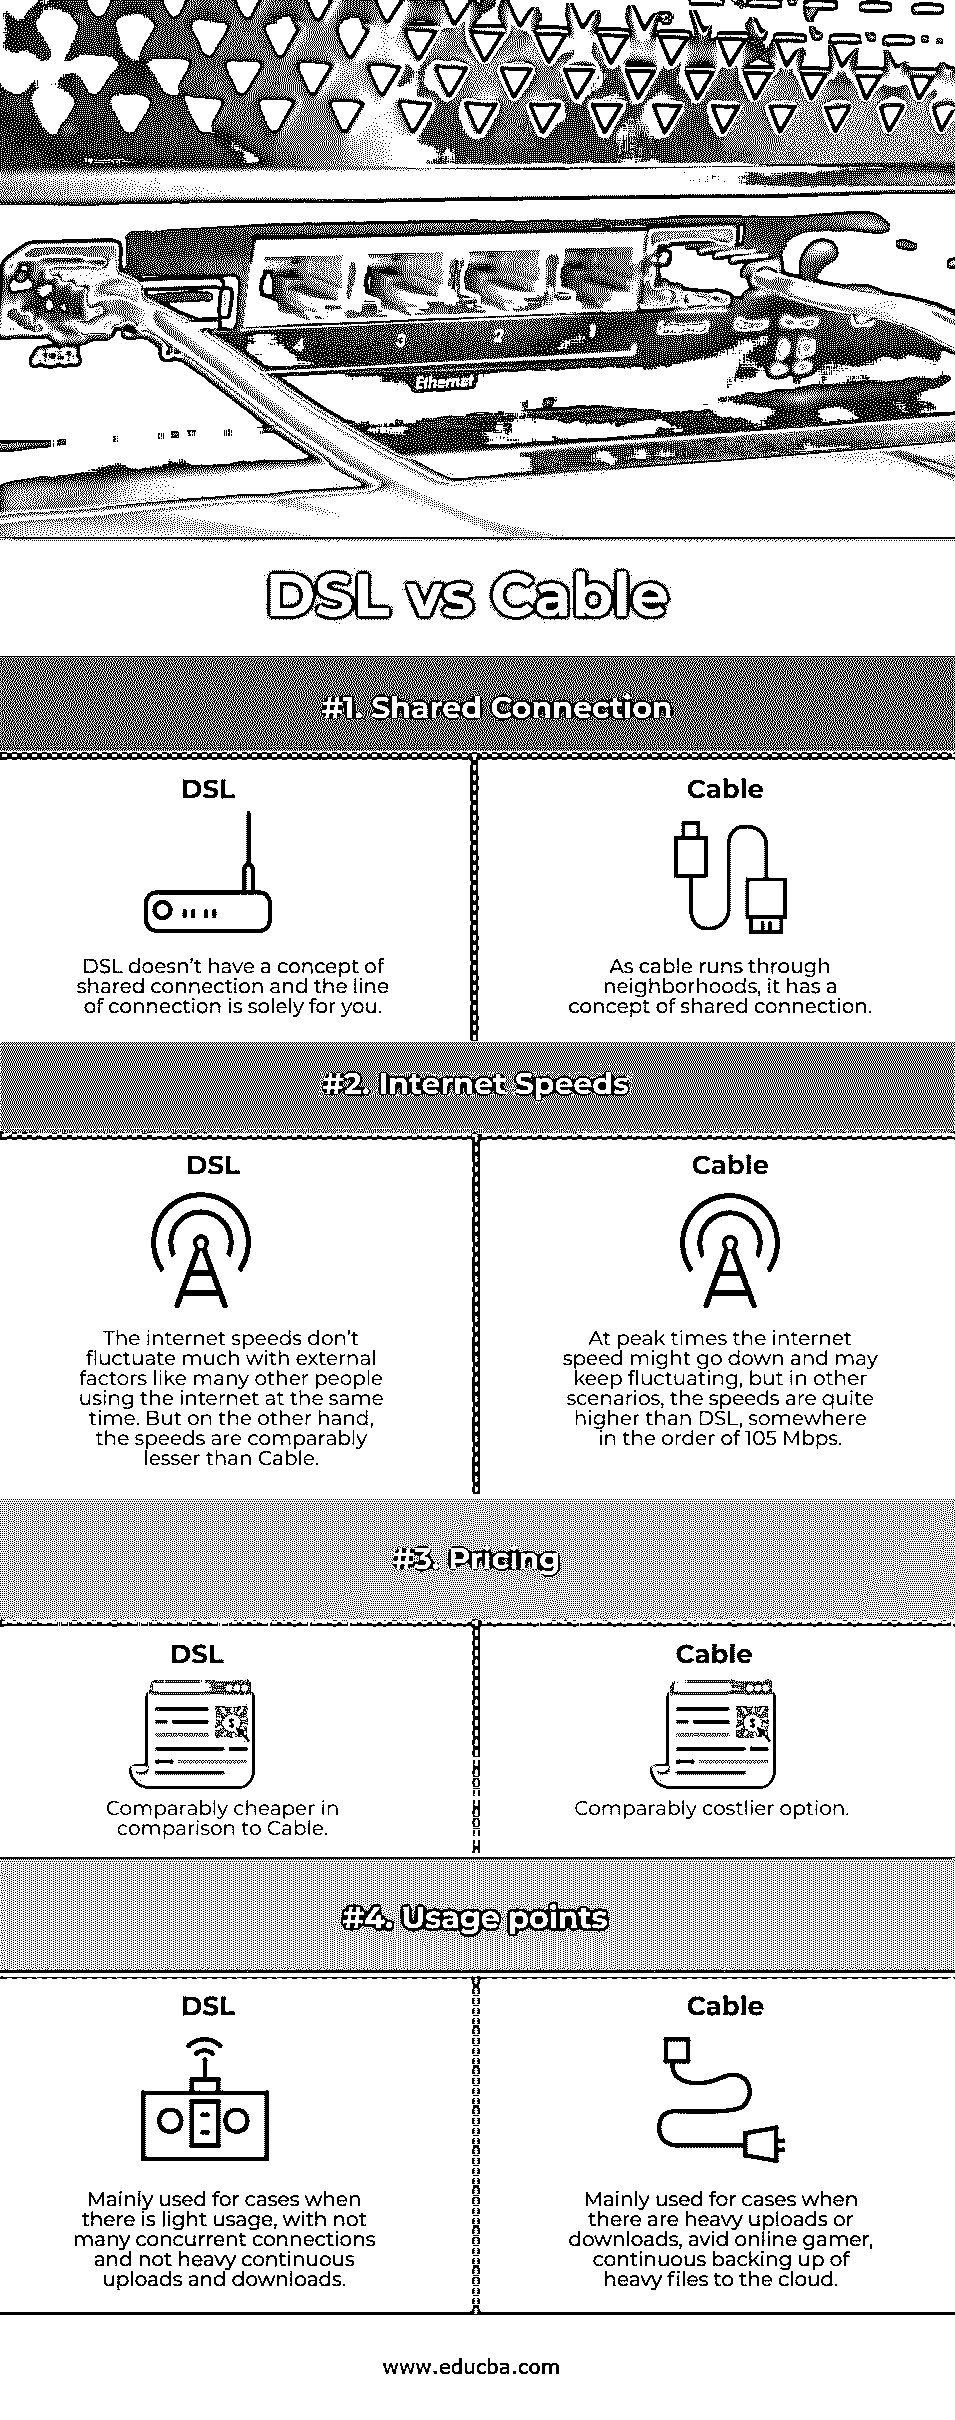 4 3 2 1
Ethernet
DSL vs Cable
#1. Shared Connection
DSL
Cable
DSL doesn't have a concept of
shared connection and the line
of connection is solely for you.
As cable runs through
neighborhoods, it has a
concept of shared connection.
#2. Internet Speeds
DSL
Cable
The internet speeds don't
fluctuate much with external
factors like many other people
using the internet at the same
time. But on the other hand,
the speeds are comparably
lesser than Cable.
At peak times the internet
speed might go down and may
keep fluctuating, but in other
scenarios, the speeds are quite
higher than DSL, somewhere
in the order of 105 Mbps.
#3. Pricing
DSL
Cable
Comparably cheaper in
comparison to Cable.
Comparably costlier option.
#4. Usage points
DSL
Cable
Mainly used for cases when
there is light usage, with not
many concurrent connections
and not heavy continuous
uploads and downloads.
Mainly used for cases when
there are heavy uploads or
downloads, avid online gamer,
continuous backing up of
heavy files to the cloud.
www.educba.com